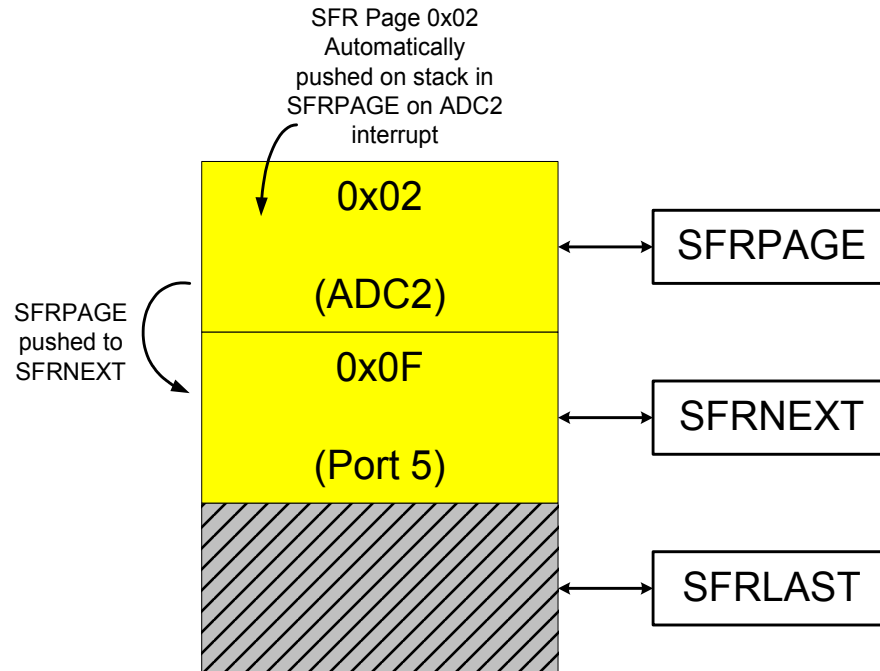 SFR Page 0x02
Automatically
pushed on stack in
SFRPAGE on ADC2
interrupt
0x02
(ADC2)
SFRPAGE
SFRPAGE
pushed to
SFRNEXT
0x0F
(Port 5)
SFRNEXT
SFRLAST